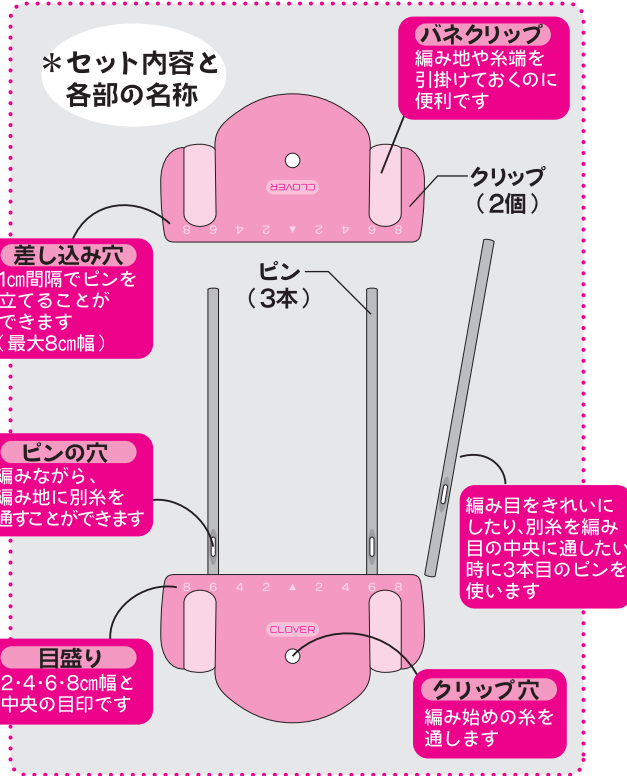 ＊セット内容と
各部の名称
バネクリップ
編み地や糸端を
引掛けておくのに
便利です
クリップ
（2個）
CLOVER
8 6 4 2 ▲ 2 4 6 8
差し込み穴
1㎝間隔でピンを
立てることが
できます
（最大8㎝幅）
ピン
（3本）
ピンの穴
編みながら、
編み地に別糸を
通すことができます
編み目をきれいに
したり、別糸を編み
目の中央に通したい
時に3本目のピンを
使います
8 6 4 2 ▲ 2 4 6 8
CLOVER
目盛り
2・4・6・8㎝幅と
中央の目印です
クリップ穴
編み始めの糸を
通します